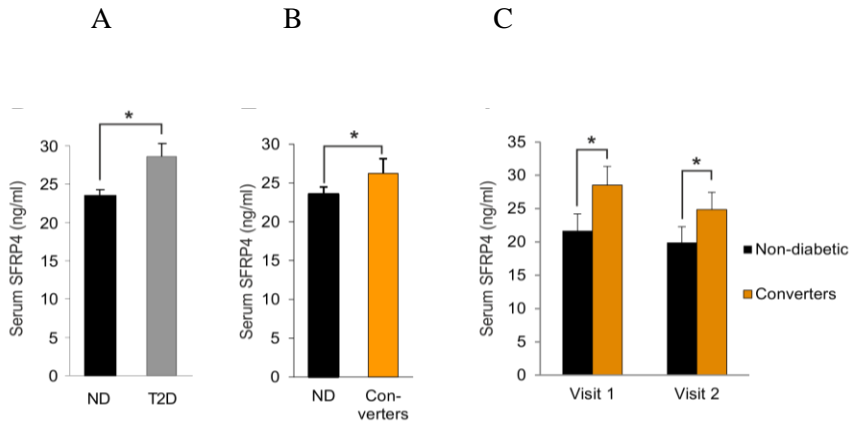 A
B
C
*
Serum SFRP4 (ng/ml)
30
25
20
15
10
5
0
ND
T2D
*
Serum SFRP4 (ng/ml)
30
25
20
15
10
5
0
ND
Con-
verters
*
*
Serum SFRP4 (ng/ml)
35
30
25
20
15
10
5
0
Visit 1
Visit 2
Non-diabetic
Converters